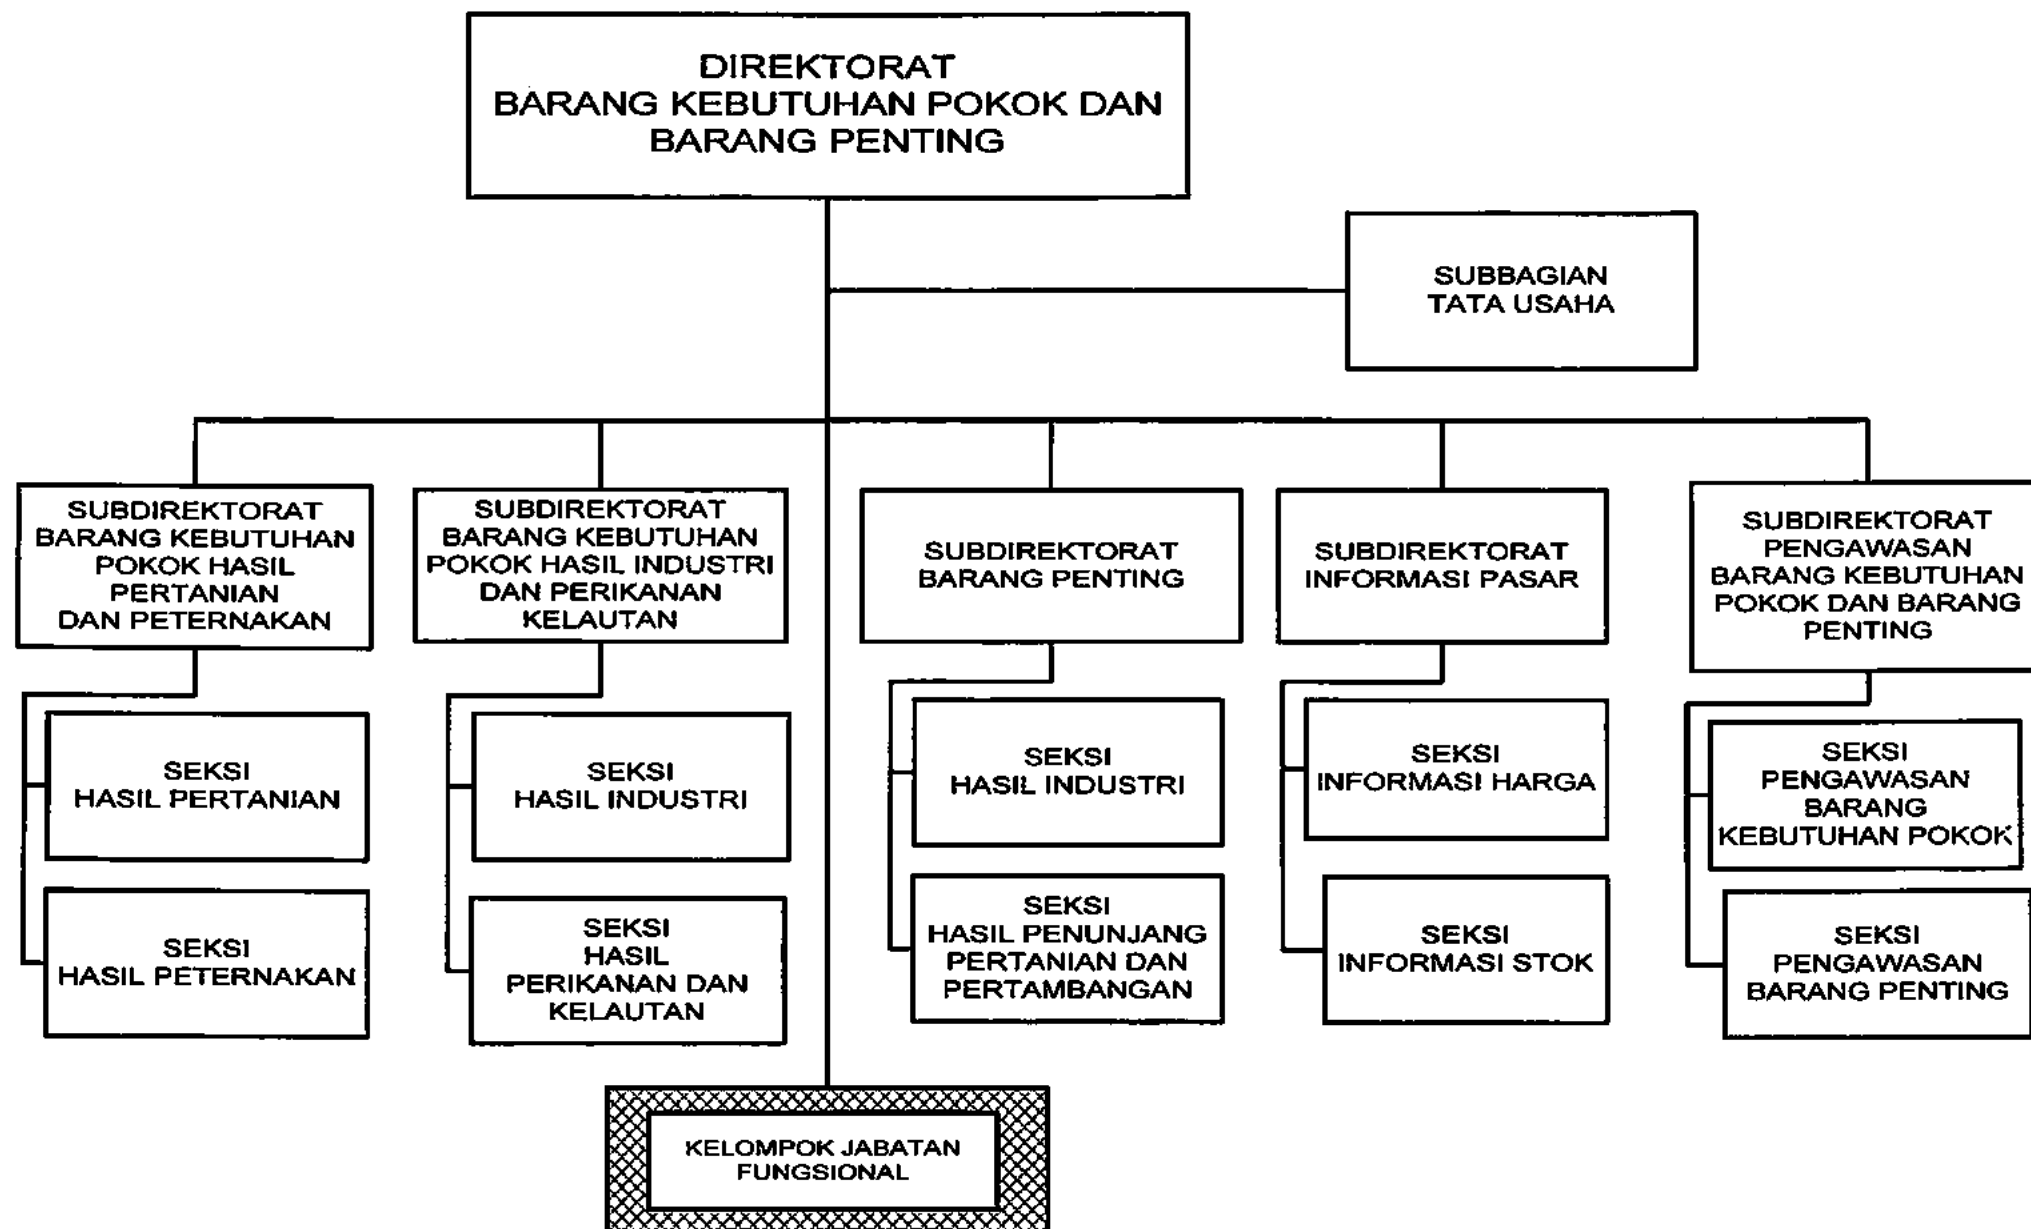 DIREKTORAT
BARANG KEBUTUHAN POKOK DAN
BARANG PENTING
SUBBAGIAN
TATA USAHA
SUBDIREKTORAT
BARANG KEBUTUHAN
POKOK HASIL
PERTANIAN
DAN PETERNAKAN
SUBDIREKTORAT
BARANG KEBUTUHAN
POKOK HASIL INDUSTRI
DAN PERIKANAN
KELAUTAN
SUBDIREKTORAT
BARANG PENTING
SUBDIREKTORAT
INFORMASI PASAR
SUBDIREKTORAT
PENGAWASAN
BARANG KEBUTUHAN
POKOK DAN BARANG
PENTING
SEKSI
HASIL PERTANIAN
SEKSI
HASIL INDUSTRI
SEKSI
HASIL INDUSTRI
SEKSI
INFORMASI HARGA
SEKSI
PENGAWASAN
BARANG
KEBUTUHAN POKOK
SEKSI
HASIL PETERNAKAN
SEKSI
HASIL
PERIKANAN DAN
KELAUTAN
SEKSI
HASIL PENUNJANG
PERTANIAN DAN
PERTAMBANGAN
SEKSI
INFORMASI STOK
SEKSI
PENGAWASAN
BARANG PENTING
KELOMPOK JABATAN
FUNGSIONAL